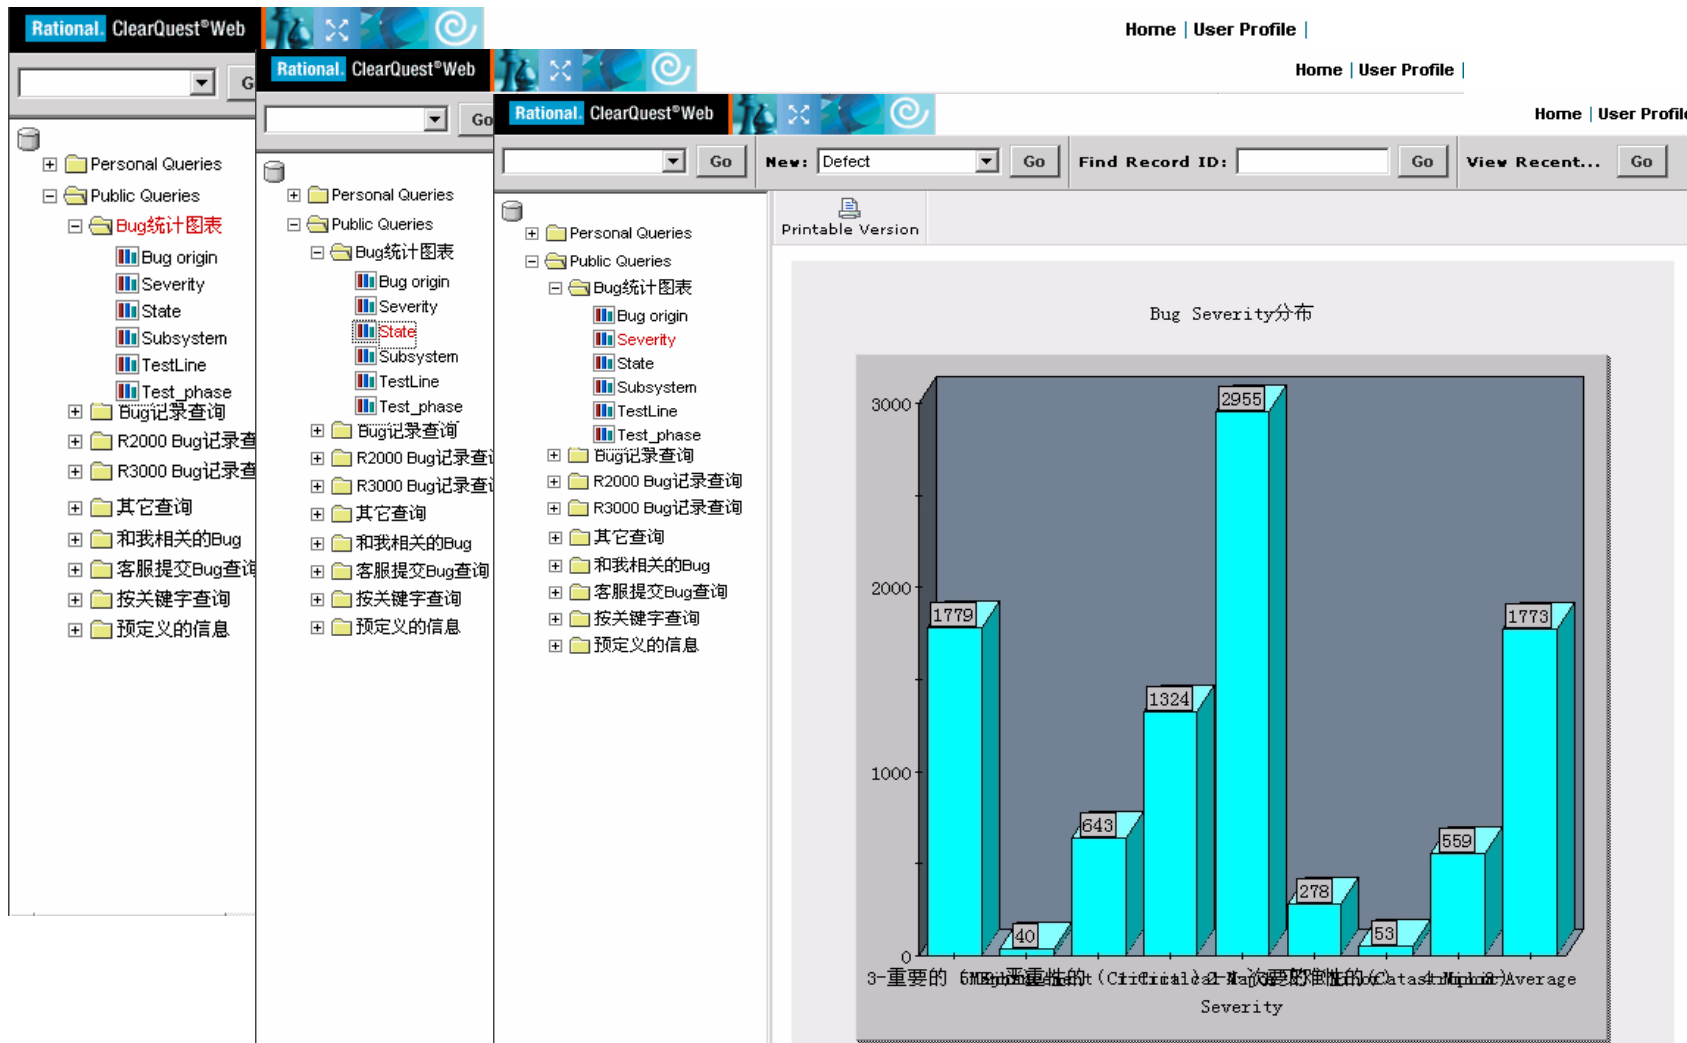 Rational. ClearQuest®Web
Home | User Profile |
Personal Queries
Public Queries
Bug统计图表
Bug origin
Severity
State
Subsystem
TestLine
Test_phase
Bug记录查询
R2000 Bug记录查
R3000 Bug记录查
其它查询
和我相关的Bug
客服提交Bug查询
按关键字查询
预定义的信息
Rational. ClearQuest®Web
Home | User Profile |
Go
Personal Queries
Public Queries
Bug统计图表
Bug origin
Severity
State
Subsystem
TestLine
Test_phase
Bug记录查询
R2000 Bug记录查
R3000 Bug记录查
其它查询
和我相关的Bug
客服提交Bug查询
按关键字查询
预定义的信息
Rational. ClearQuest®Web
Home | User Profile
Go New: Defect Go Find Record ID: Go View Recent... Go
Personal Queries
Public Queries
Bug统计图表
Bug origin
Severity
State
Subsystem
TestLine
Test_phase
Bug记录查询
R2000 Bug记录查询
R3000 Bug记录查询
其它查询
和我相关的Bug
客服提交Bug查询
按关键字查询
预定义的信息
Printable Version
Bug Severity分布
3000
2955
2000
1779
1773
1324
1000
643
559
278
53
40
0
3-重要的
Average
Severity